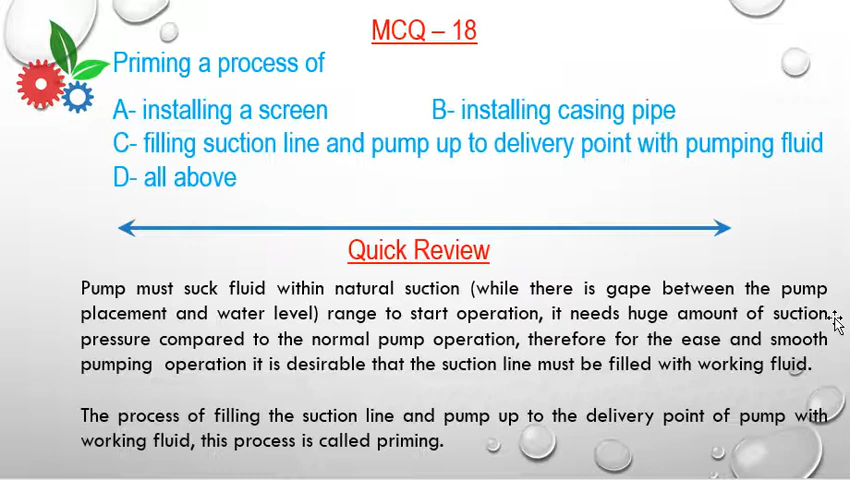 MCQ – 18
Priming a process of
A- installing a screen B- installing casing pipe
C- filling suction line and pump up to delivery point with pumping fluid
D- all above
Quick Review
Pump must suck fluid within natural suction (while there is gape between the pump
placement and water level) range to start operation, it needs huge amount of suction
pressure compared to the normal pump operation, therefore for the ease and smooth
pumping operation it is desirable that the suction line must be filled with working fluid.
The process of filling the suction line and pump up to the delivery point of pump with
working fluid, this process is called priming.